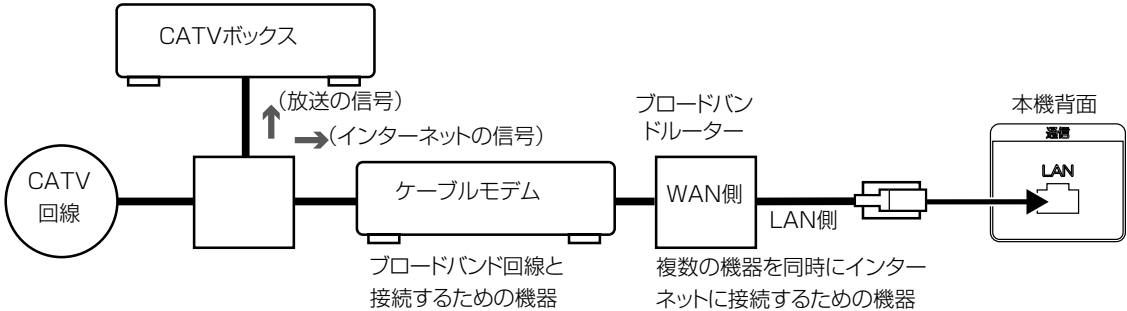 CATVボックス
(放送の信号)
(インターネットの信号)
CATV
回線
ケーブルモデム
ブロードバンド回線と
接続するための機器
ブロードバン
ドルーター
WAN側
LAN側
複数の機器を同時にインター
ネットに接続するための機器
本機背面
通信
LAN